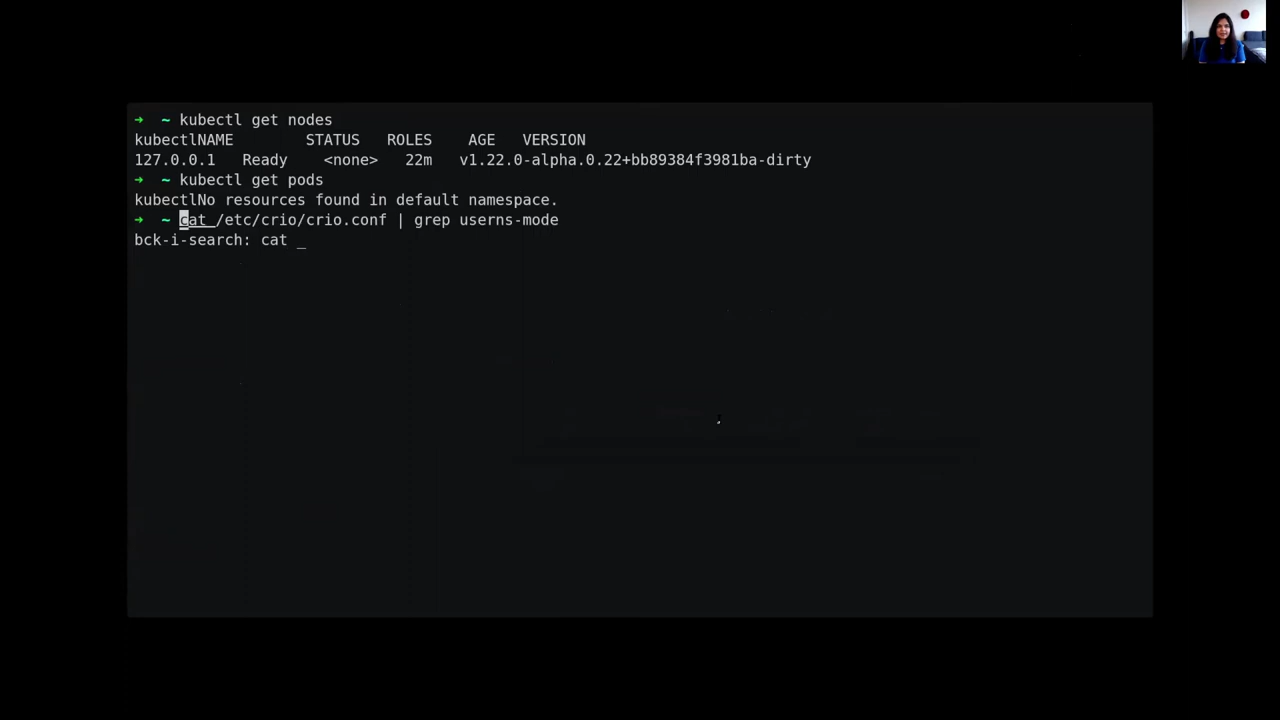 ➜  ~ kubectl get nodes
kubectlNAME        STATUS   ROLES    AGE   VERSION
127.0.0.1   Ready    <none>   22m   v1.22.0-alpha.0.22+bb89384f3981ba-dirty
➜  ~ kubectl get pods
kubectlNo resources found in default namespace.
➜  ~ cat /etc/crio/crio.conf | grep userns-mode
bck-i-search: cat _